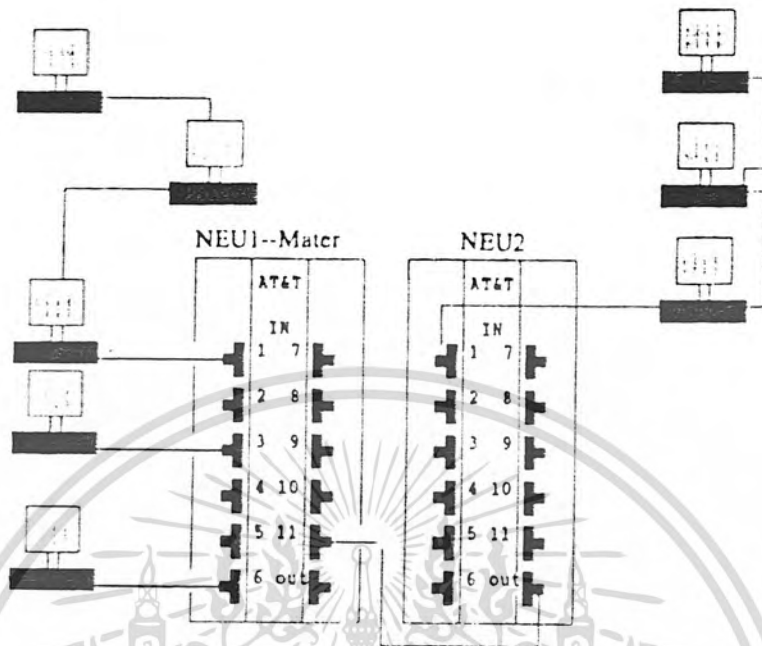 NEU1--Mater
NEU2
AT&T
IN
1 7
2 8
3 9
4 10
5 11
6 out
AT&T
IN
1 7
2 8
3 9
4 10
5 11
6 out